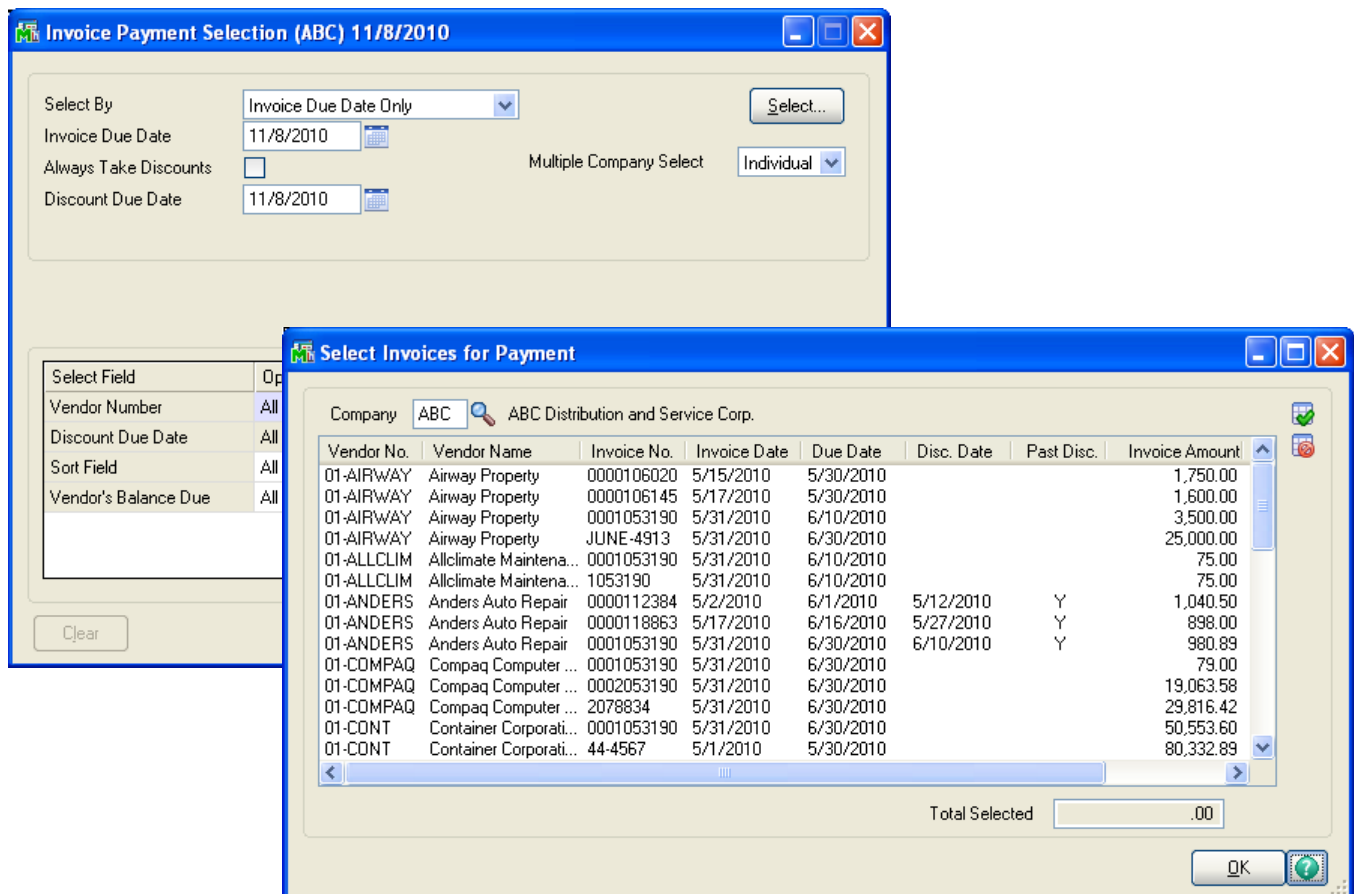 Invoice Payment Selection (ABC) 11/8/2010
Select By Invoice Due Date Only Select...
Invoice Due Date 11/8/2010
Always Take Discounts Multiple Company Select Individual
Discount Due Date 11/8/2010
Select Field Op
Vendor Number All
Discount Due Date All
Sort Field All
Vendor's Balance Due All
Clear
Select Invoices for Payment
Company ABC ABC Distribution and Service Corp.
Vendor No. Vendor Name Invoice No. Invoice Date Due Date Disc. Date Past Disc. Invoice Amount
01-AIRWAY Airway Property 0000106020 5/15/2010 5/30/2010 1,750.00
01-AIRWAY Airway Property 0000106145 5/17/2010 5/30/2010 1,600.00
01-AIRWAY Airway Property 0001053190 5/31/2010 6/10/2010 3,500.00
01-AIRWAY Airway Property JUNE-4913 5/31/2010 6/30/2010 25,000.00
01-ALLCLIM Allclimate Maintena... 0001053190 5/31/2010 6/10/2010 75.00
01-ALLCLIM Allclimate Maintena... 1053190 5/31/2010 6/10/2010 75.00
01-ANDERS Anders Auto Repair 0000112384 5/2/2010 6/1/2010 5/12/2010 Y 1,040.50
01-ANDERS Anders Auto Repair 0000118863 5/17/2010 6/16/2010 5/27/2010 Y 898.00
01-ANDERS Anders Auto Repair 0001053190 5/31/2010 6/30/2010 6/10/2010 Y 980.89
01-COMPAQ Compaq Computer ... 0001053190 5/31/2010 6/30/2010 79.00
01-COMPAQ Compaq Computer ... 0002053190 5/31/2010 6/30/2010 19,063.58
01-COMPAQ Compaq Computer ... 2078834 5/31/2010 6/30/2010 29,816.42
01-CONT Container Corporati... 0001053190 5/31/2010 6/30/2010 50,553.60
01-CONT Container Corporati... 44-4567 5/1/2010 5/30/2010 80,332.89
Total Selected .00
OK